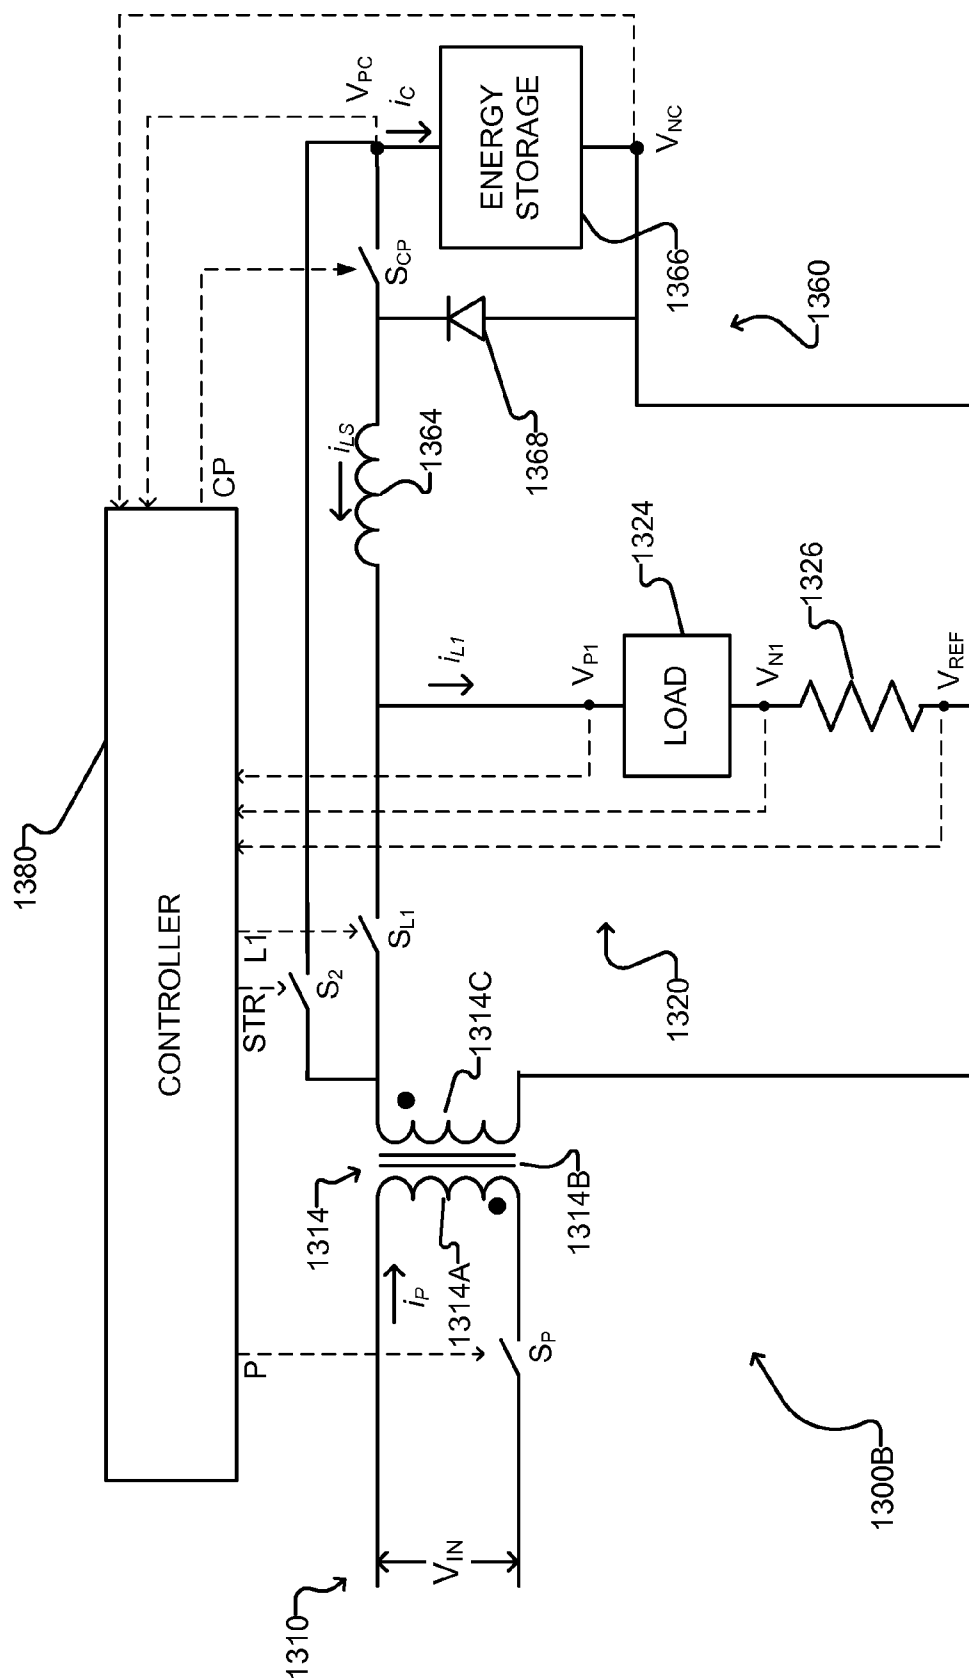 1380
CONTROLLER
P
STR
L1
CP
1310
V_IN
i_P
1314
1314A
1314B
1314C
S_P
S_2
S_L1
1320
i_L1
V_P1
LOAD
1324
V_N1
1326
V_REF
i_LS
1364
S_CP
1368
V_PC
i_C
ENERGY
STORAGE
1366
V_NC
1360
1300B